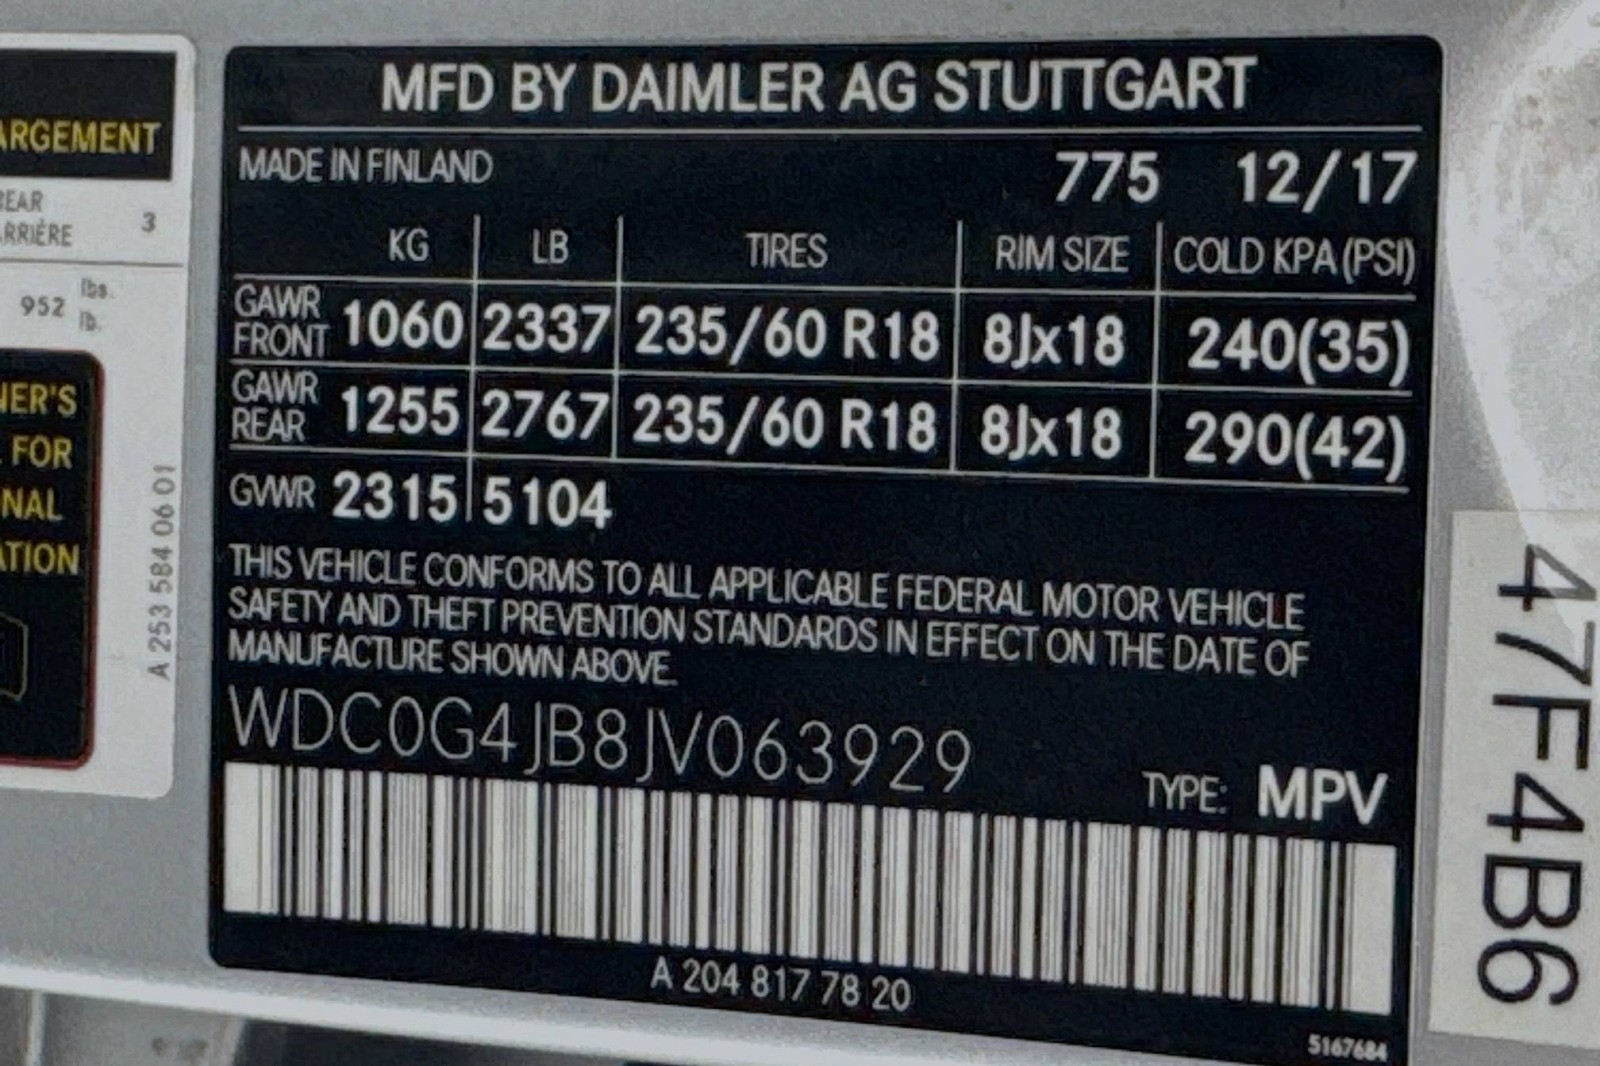 ARGEMENT
REAR
ARRIÈRE
3
952 lbs.
lb.
NER'S
L FOR
NAL
ATION
A 253 584 06 01
MFD BY DAIMLER AG STUTTGART
MADE IN FINLAND 775 12/17
KG LB TIRES RIM SIZE COLD KPA (PSI)
GAWR FRONT 1060 2337 235/60 R18 8Jx18 240(35)
GAWR REAR 1255 2767 235/60 R18 8Jx18 290(42)
GVWR 2315 5104
THIS VEHICLE CONFORMS TO ALL APPLICABLE FEDERAL MOTOR VEHICLE
SAFETY AND THEFT PREVENTION STANDARDS IN EFFECT ON THE DATE OF
MANUFACTURE SHOWN ABOVE.
WDC0G4JB8JV063929
TYPE: MPV
A 204 817 78 20
5167684
47F4B6